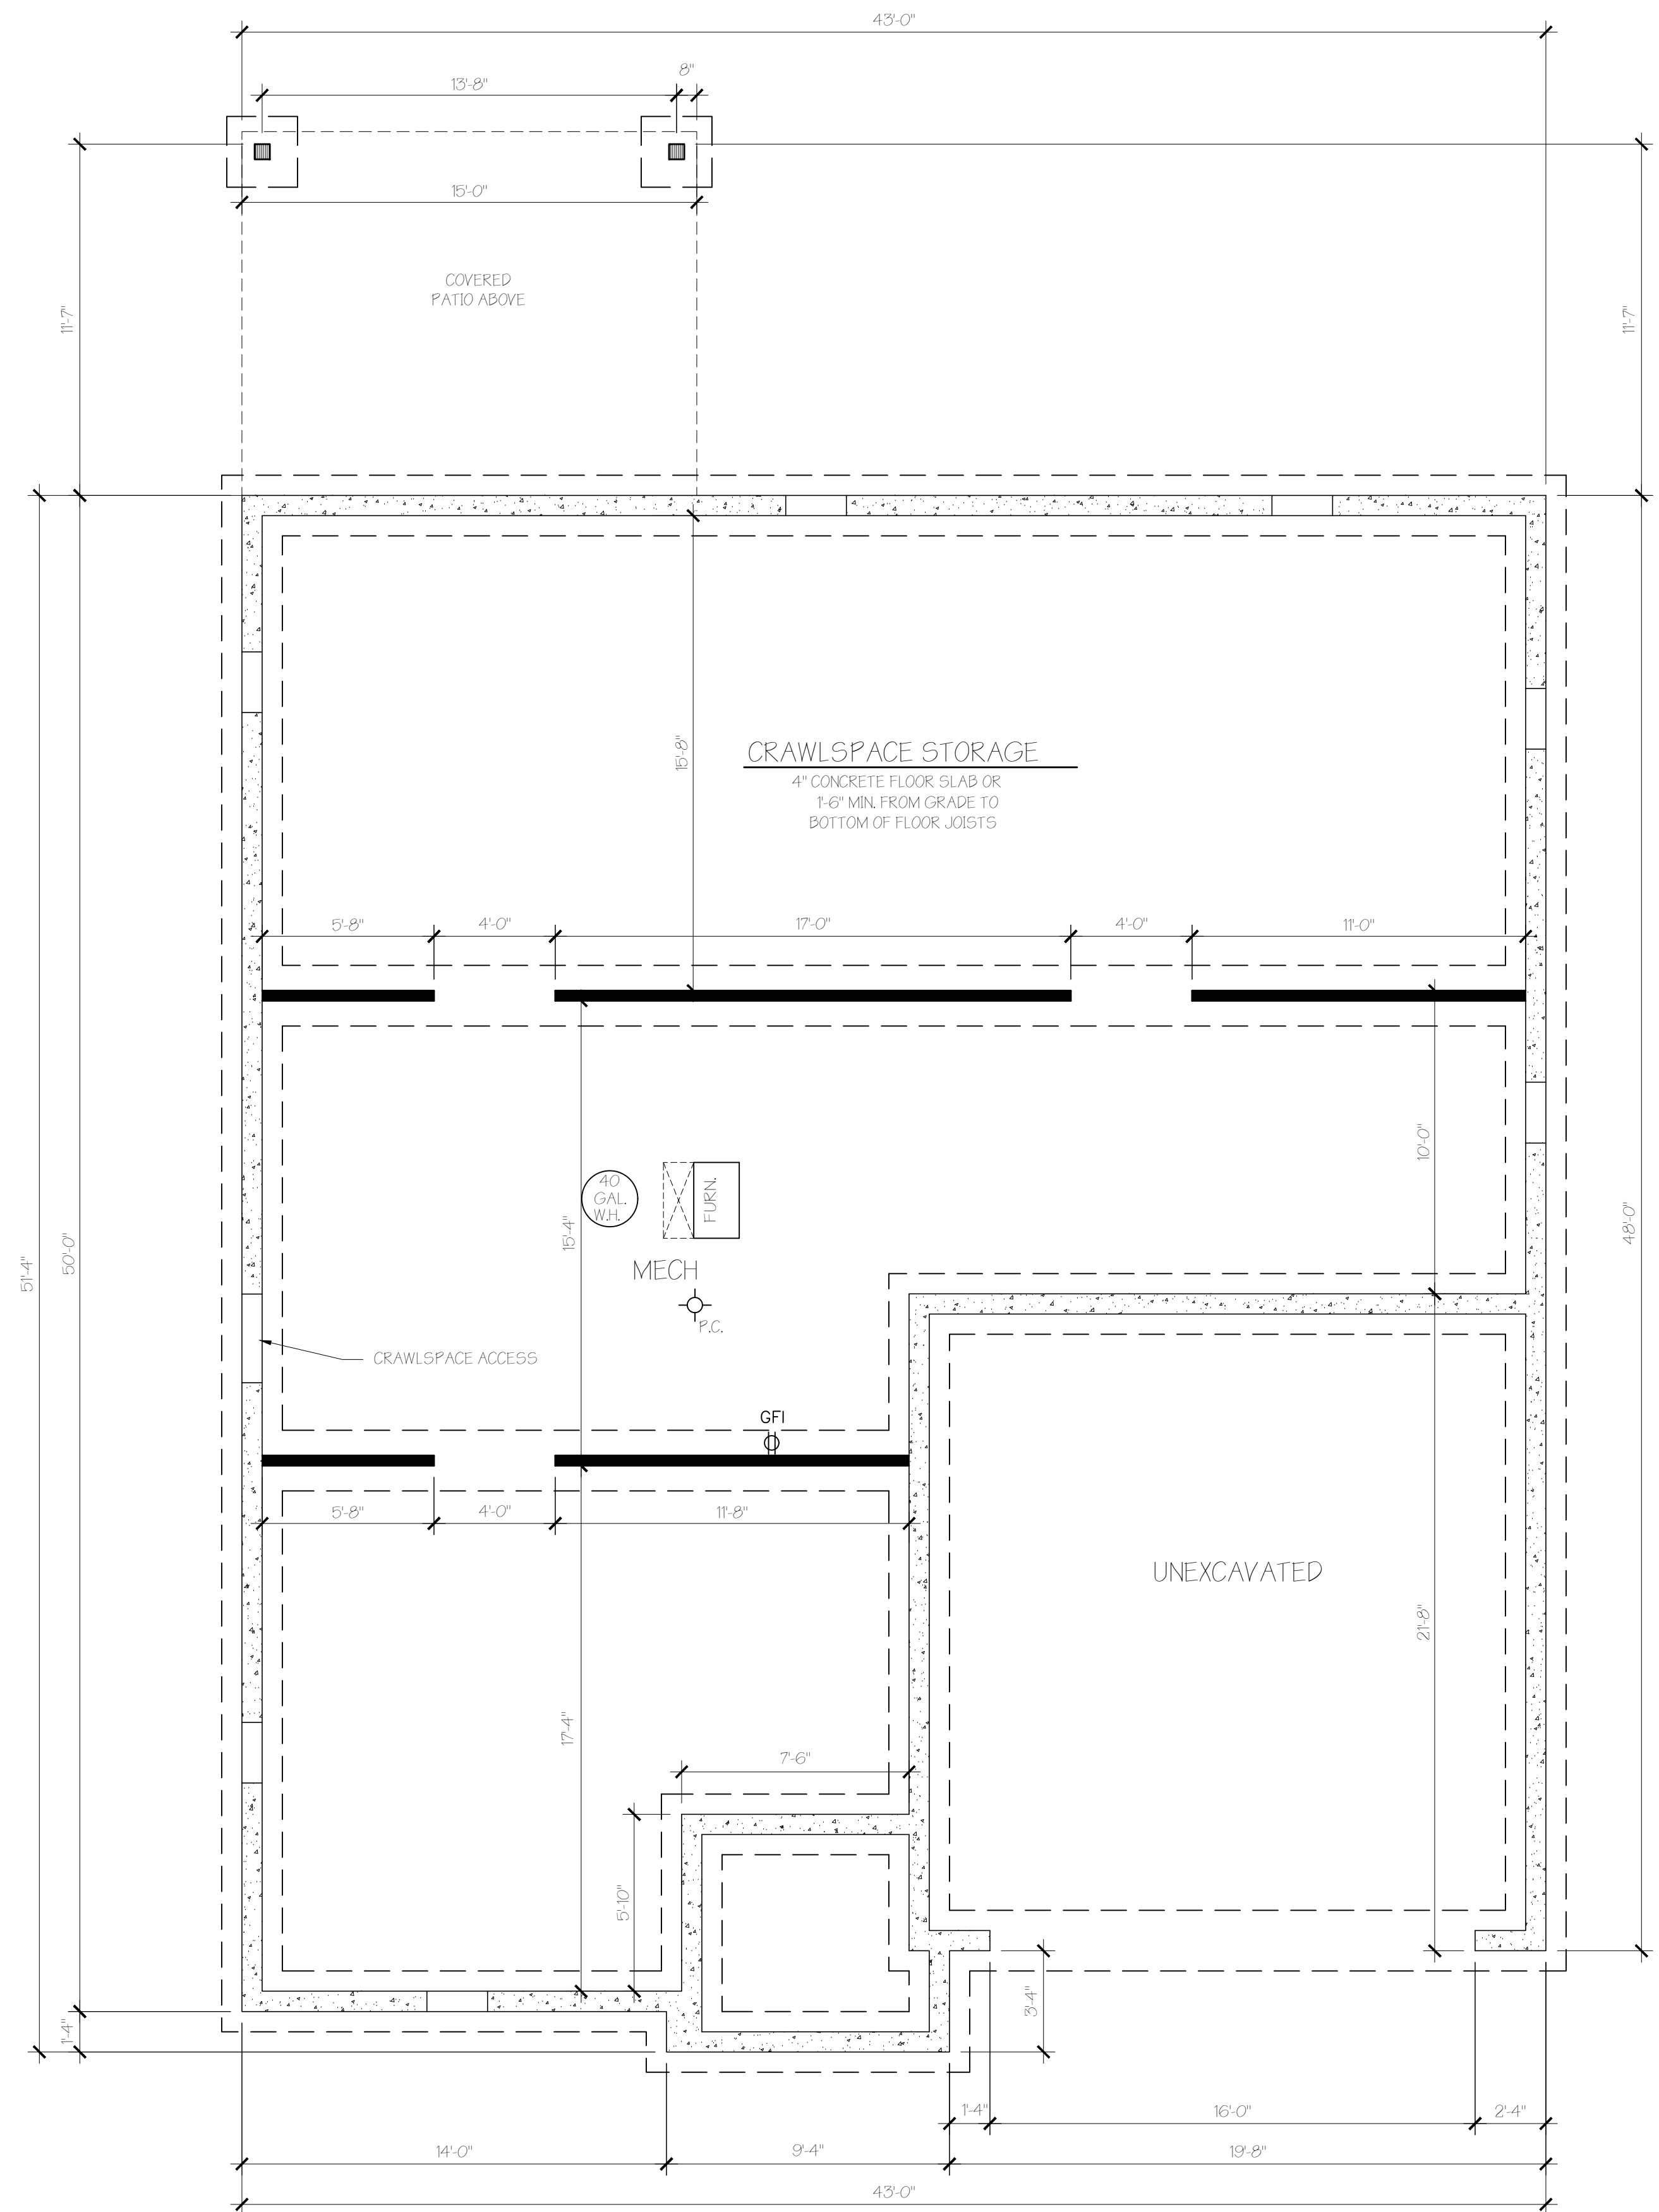 43'-0"
13'-8"
8"
15'-0"
11'-7"
11'-7"
COVERED
PATIO ABOVE
15'-8"
CRAWLSPACE STORAGE
4" CONCRETE FLOOR SLAB OR
1'-6" MIN. FROM GRADE TO
BOTTOM OF FLOOR JOISTS
5'-8"
4'-0"
17'-0"
4'-0"
11'-0"
10'-0"
40
GAL.
W.H.
FURN.
15'-4"
MECH
P.C.
51'-4"
50'-0"
48'-0"
CRAWLSPACE ACCESS
GFI
5'-8"
4'-0"
11'-8"
UNEXCAVATED
21'-8"
17'-4"
7'-6"
5'-10"
3'-4"
1'-4"
1'-4"
16'-0"
2'-4"
14'-0"
9'-4"
19'-8"
43'-0"